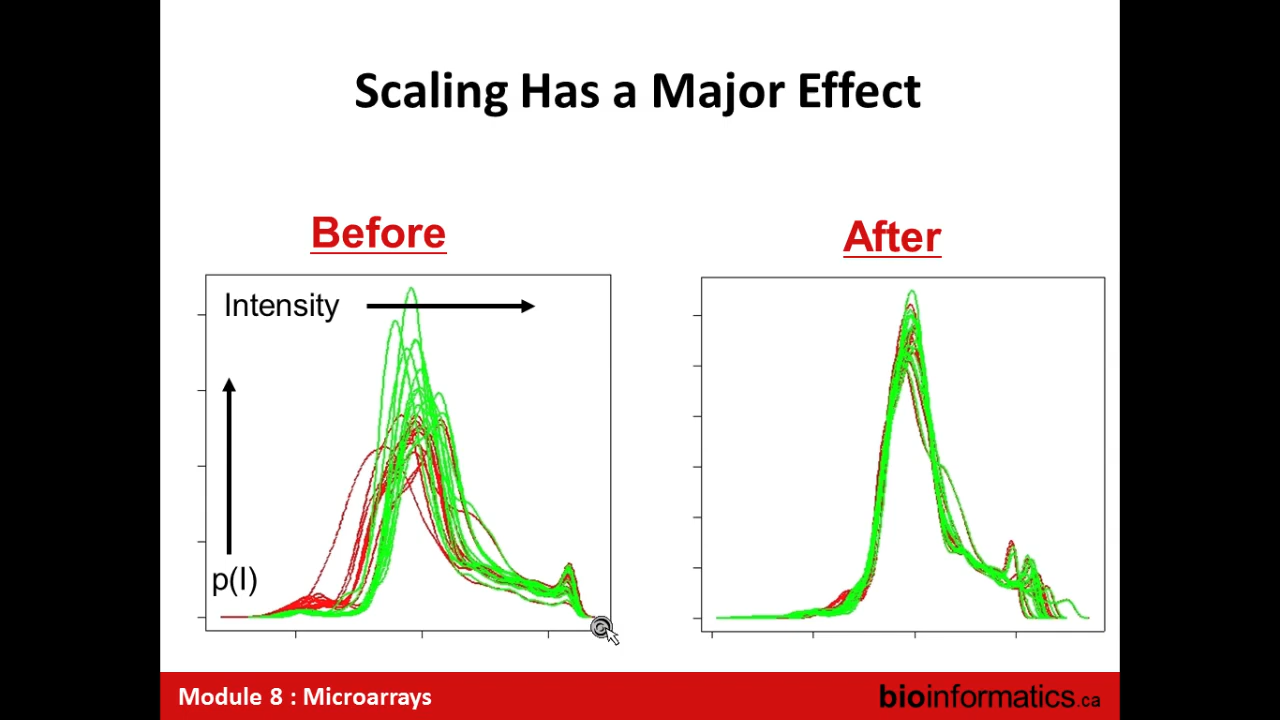 Scaling Has a Major Effect
Before
After
Intensity
p(I)
Module 8 : Microarrays
bioinformatics.ca